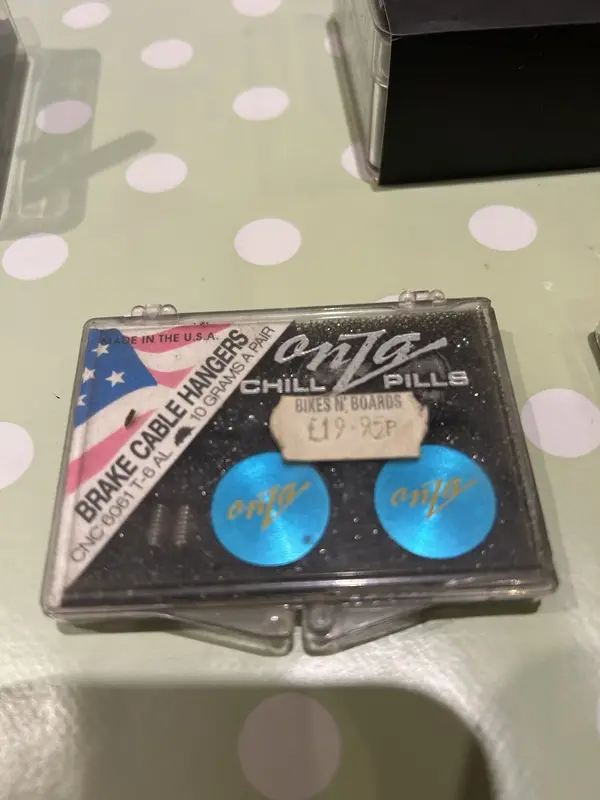 MADE IN THE U.S.A.
BRAKE CABLE HANGERS
CNC 6061 T-6 AL 10 GRAMS A PAIR
onZa
CHILL PILLS
BIKES N' BOARDS
£19.95P
onZa
onZa